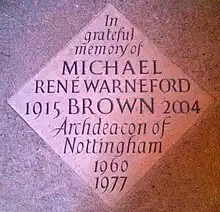 In
grateful
memory of
MICHAEL
RENÉ WARNEFORD
1915 BROWN 2004
Archdeacon of
Nottingham
1960
1977